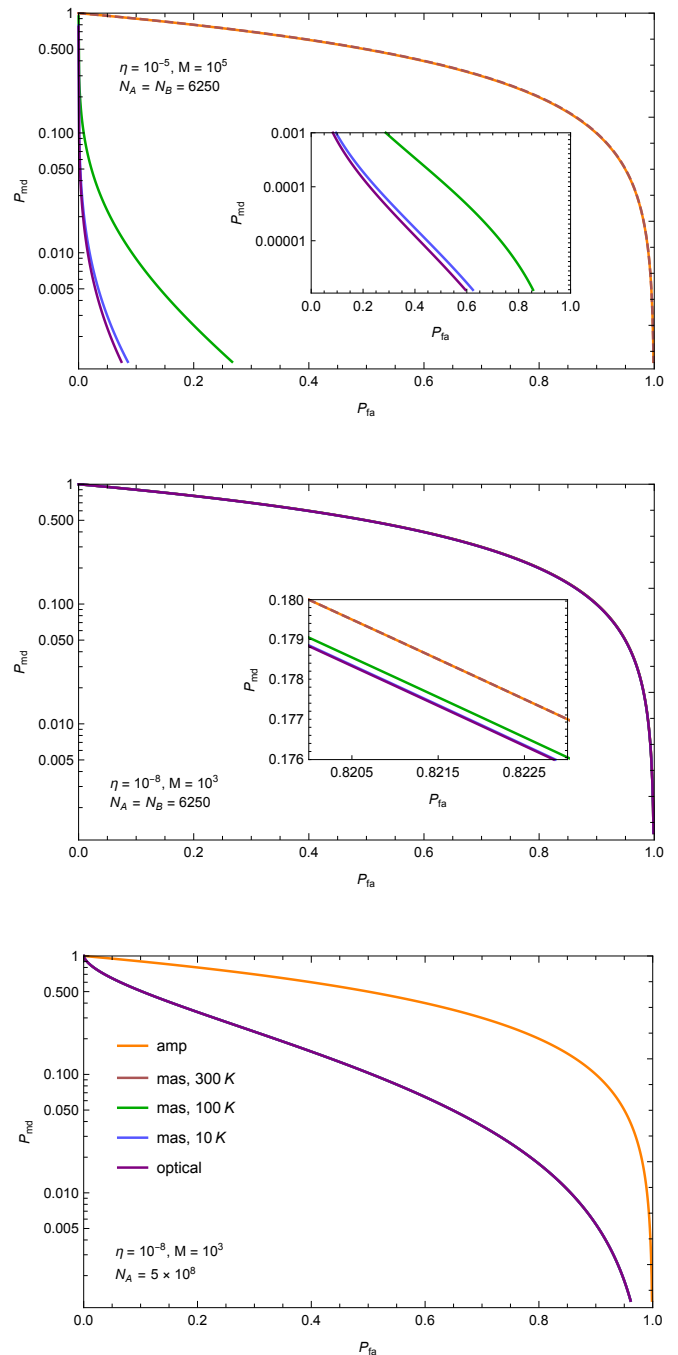 1
0.500
0.100
0.050
0.010
0.005
P_md
η = 10⁻⁵, M = 10⁵
N_A = N_B = 6250
0.001
0.0001
0.00001
P_md
0.0 0.2 0.4 0.6 0.8 1.0
P_fa
0.0 0.2 0.4 0.6 0.8 1.0
P_fa
1
0.500
0.100
0.050
0.010
0.005
P_md
0.180
0.179
0.178
0.177
0.176
P_md
0.8205 0.8215 0.8225
P_fa
η = 10⁻⁸, M = 10³
N_A = N_B = 6250
0.0 0.2 0.4 0.6 0.8 1.0
P_fa
1
0.500
0.100
0.050
0.010
0.005
P_md
amp
mas, 300 K
mas, 100 K
mas, 10 K
optical
η = 10⁻⁸, M = 10³
N_A = 5 × 10⁸
0.0 0.2 0.4 0.6 0.8 1.0
P_fa